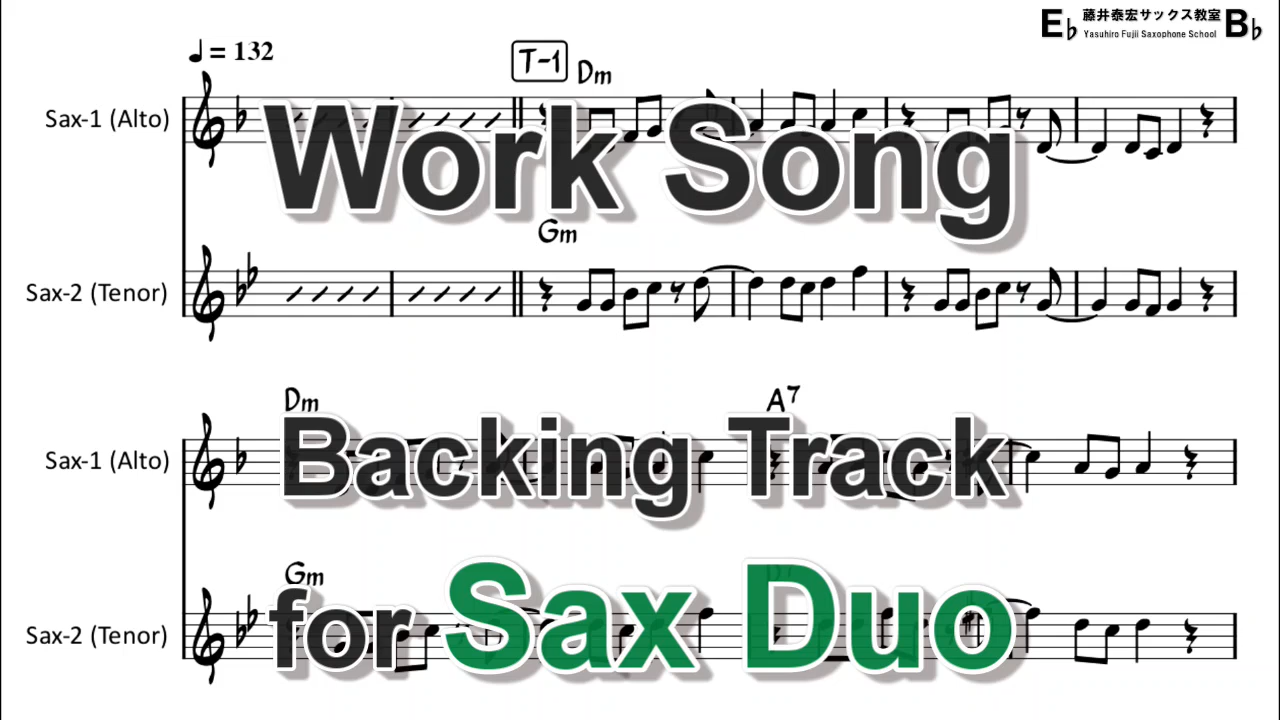 E♭ 藤井泰宏サックス教室 B♭
Yasuhiro Fujii Saxophone School
♩ = 132
T-1 Dm
Sax-1 (Alto)
Work Song
Gm
Sax-2 (Tenor)
Dm A7
Sax-1 (Alto)
Backing Track
Gm
for Sax Duo
Sax-2 (Tenor)